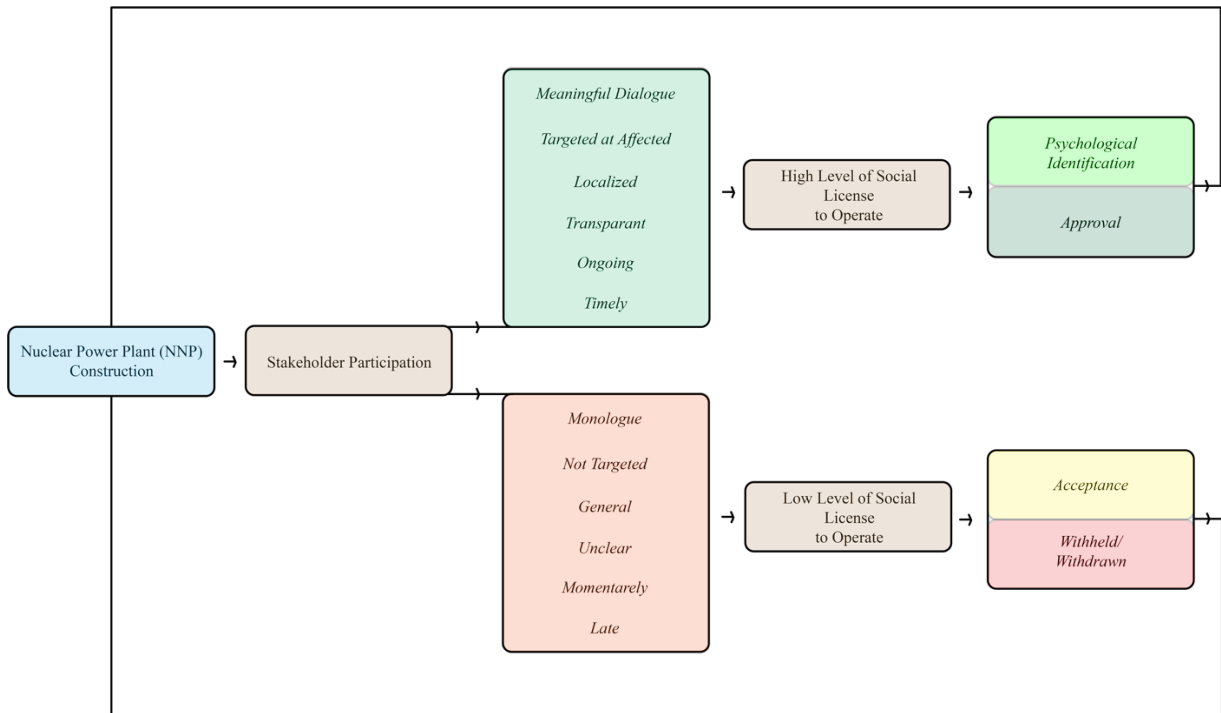 Nuclear Power Plant (NNP)
Construction
Stakeholder Participation
Meaningful Dialogue
Targeted at Affected
Localized
Transparant
Ongoing
Timely
High Level of Social
License
to Operate
Psychological
Identification
Approval
Monologue
Not Targeted
General
Unclear
Momentarely
Late
Low Level of Social
License
to Operate
Acceptance
Withheld/
Withdrawn